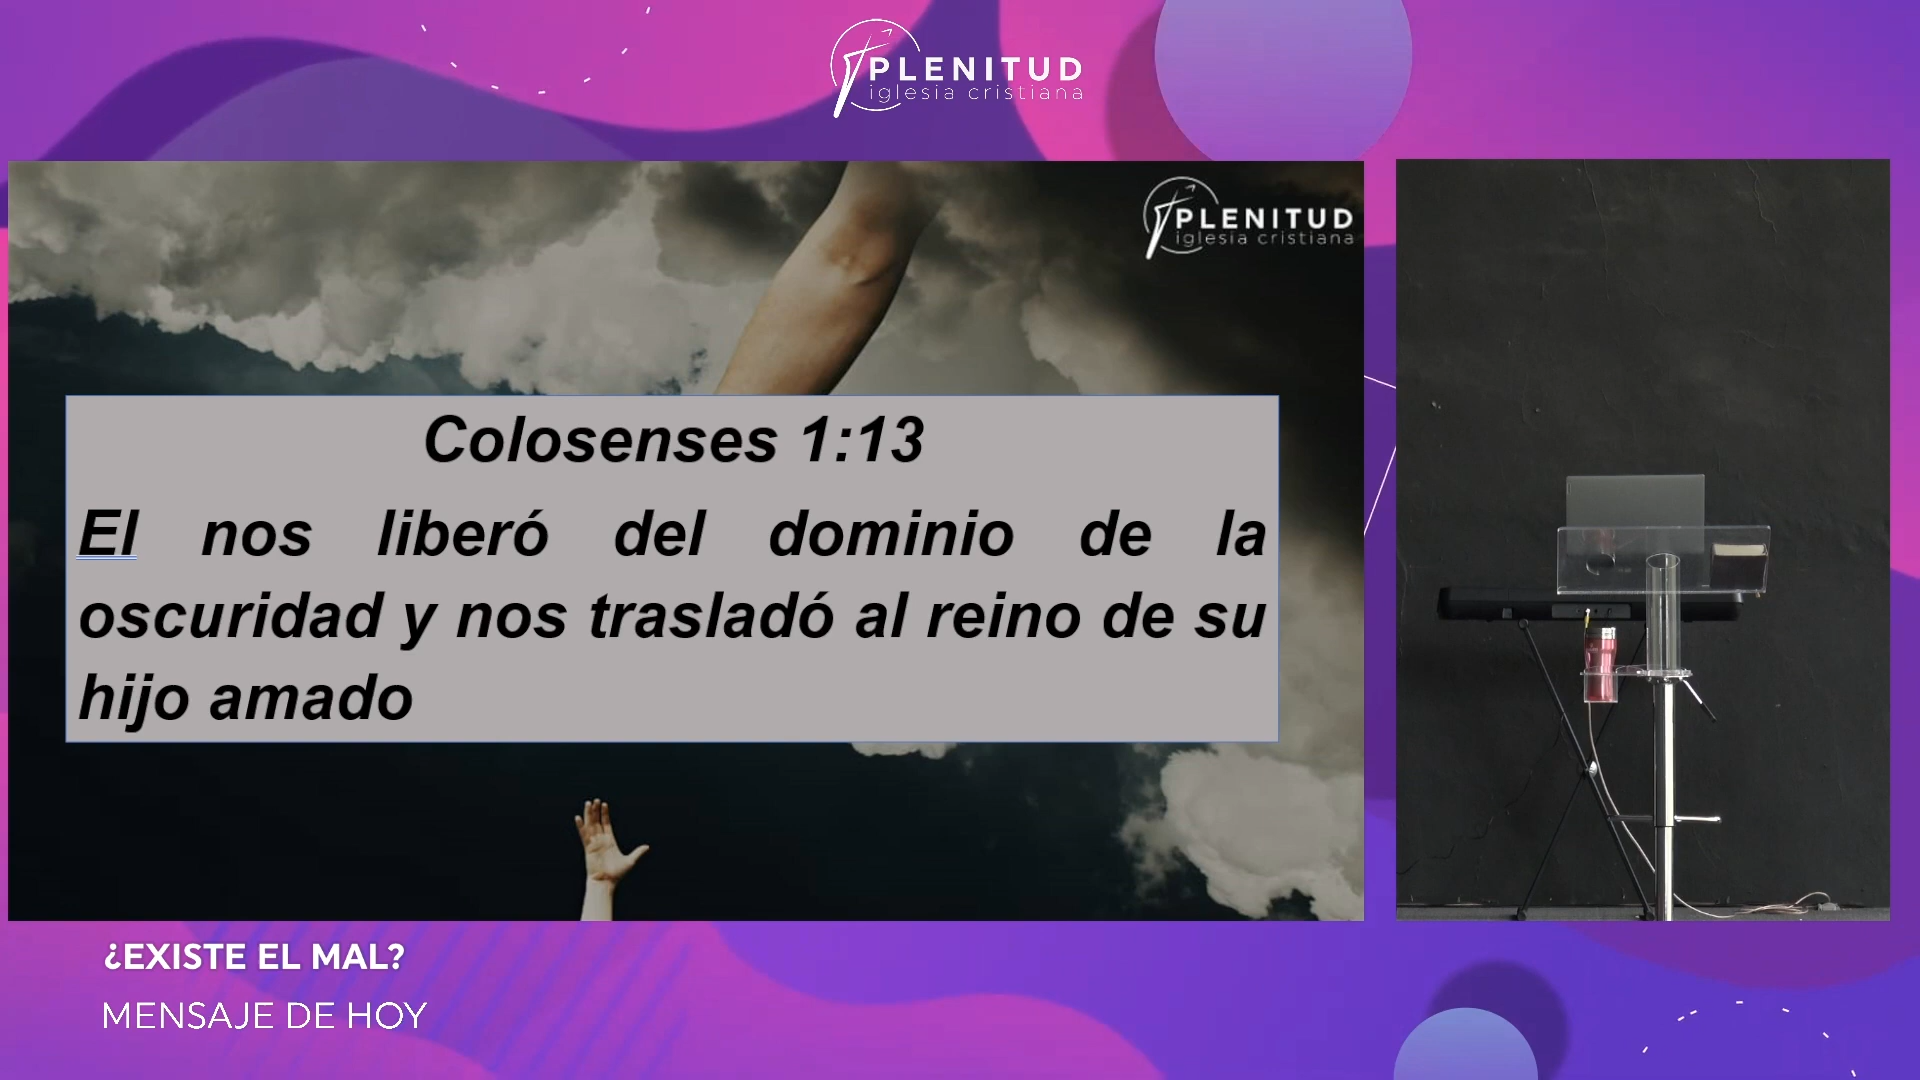 PLENITUD
iglesia cristiana
PLENITUD
iglesia cristiana
Colosenses 1:13
El nos liberó del dominio de la
oscuridad y nos trasladó al reino de su
hijo amado
¿EXISTE EL MAL?
MENSAJE DE HOY